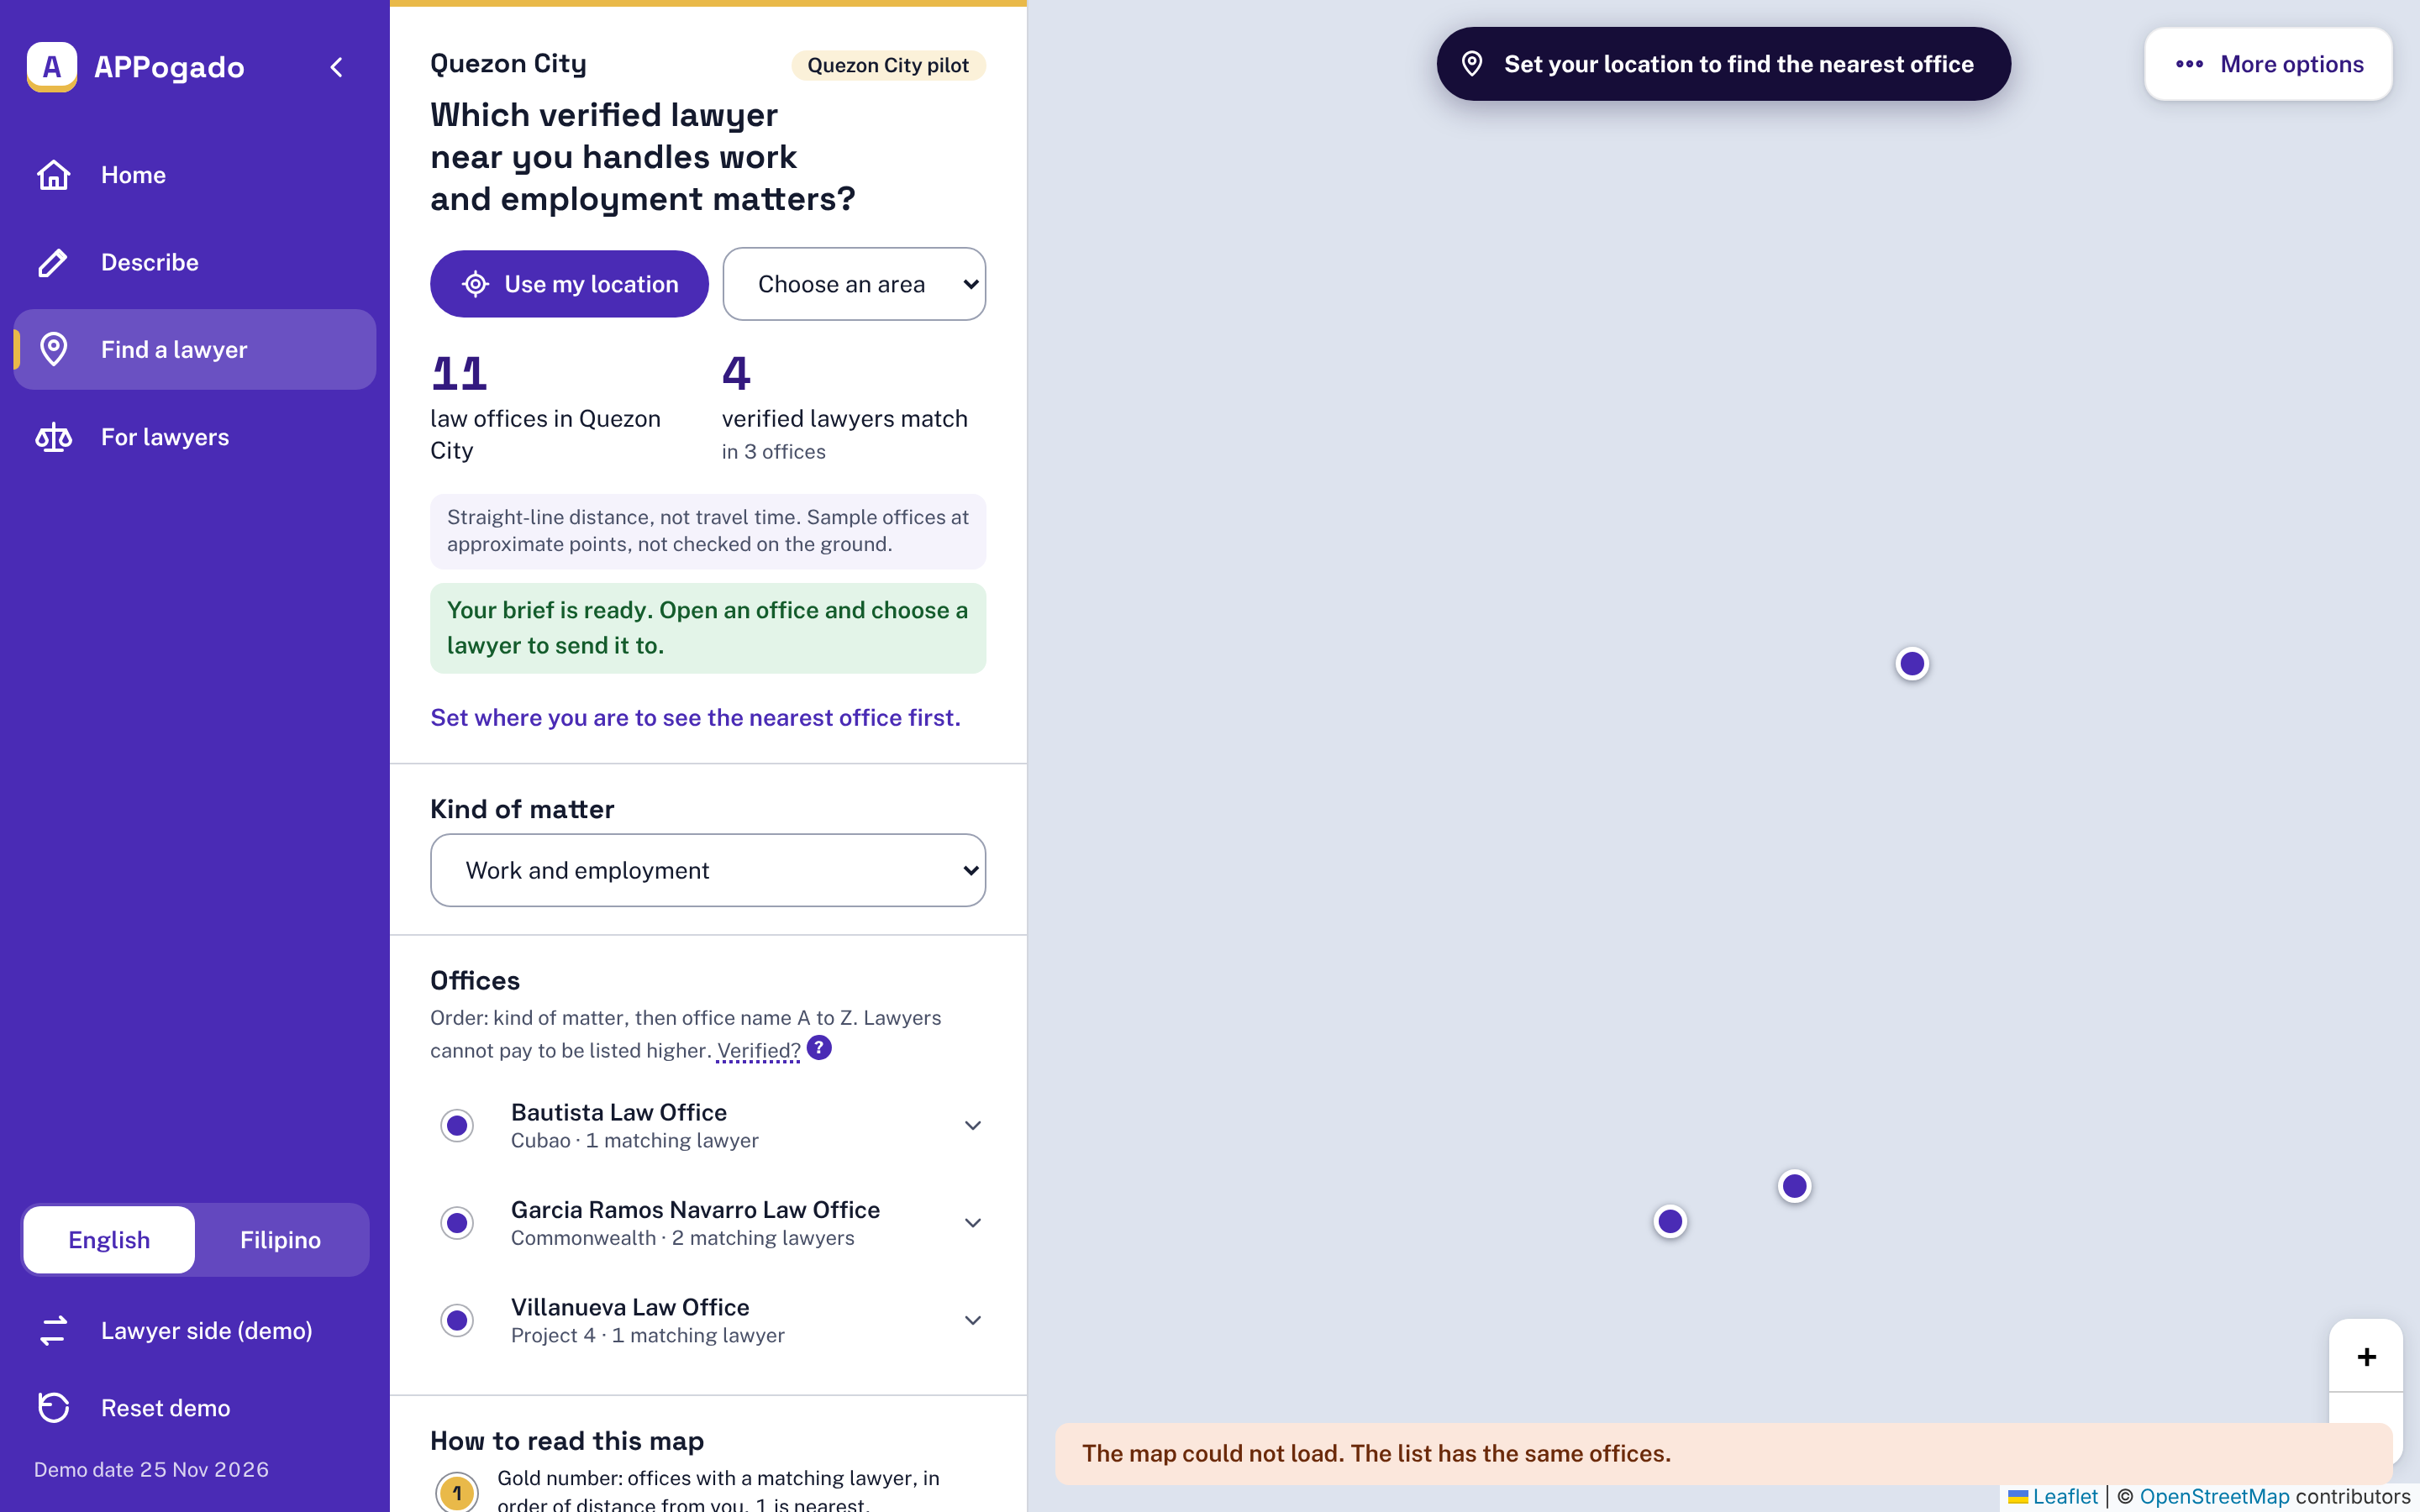 A APPogado
Home
Describe
Find a lawyer
For lawyers
English Filipino
Lawyer side (demo)
Reset demo
Demo date 25 Nov 2026
Quezon City
Quezon City pilot
Which verified lawyer
near you handles work
and employment matters?
Use my location
Choose an area
11
law offices in Quezon
City
4
verified lawyers match
in 3 offices
Straight-line distance, not travel time. Sample offices at
approximate points, not checked on the ground.
Your brief is ready. Open an office and choose a
lawyer to send it to.
Set where you are to see the nearest office first.
Kind of matter
Work and employment
Offices
Order: kind of matter, then office name A to Z. Lawyers
cannot pay to be listed higher. Verified? ?
Bautista Law Office
Cubao · 1 matching lawyer
Garcia Ramos Navarro Law Office
Commonwealth · 2 matching lawyers
Villanueva Law Office
Project 4 · 1 matching lawyer
How to read this map
1
Gold number: offices with a matching lawyer, in
order of distance from you. 1 is nearest.
Set your location to find the nearest office
More options
+
The map could not load. The list has the same offices.
Leaflet | © OpenStreetMap contributors